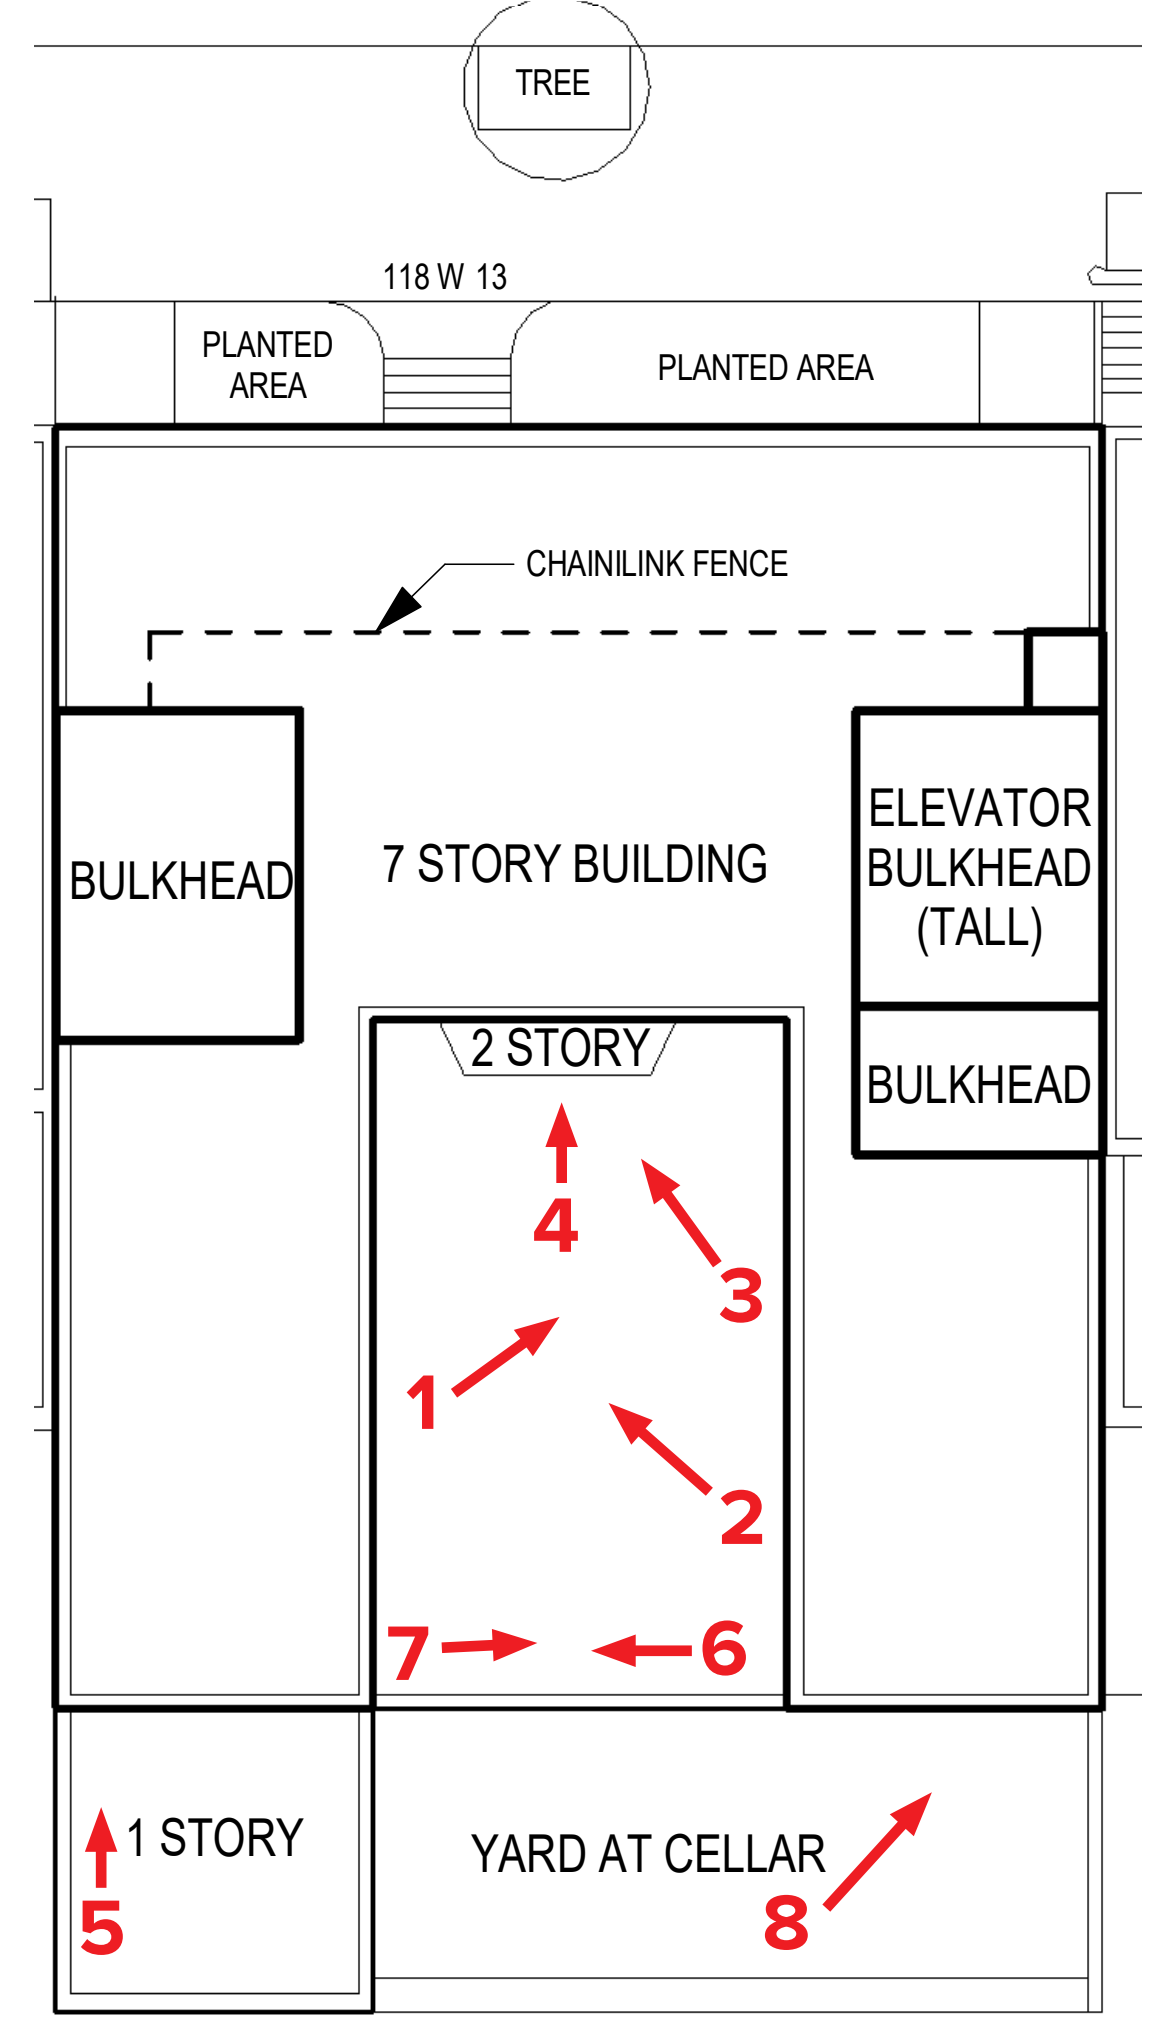 TREE
118 W 13
PLANTED
AREA
PLANTED AREA
CHAINILINK FENCE
BULKHEAD
7 STORY BUILDING
ELEVATOR
BULKHEAD
(TALL)
2 STORY
BULKHEAD
4
3
1
2
7
6
1 STORY
YARD AT CELLAR
5
8